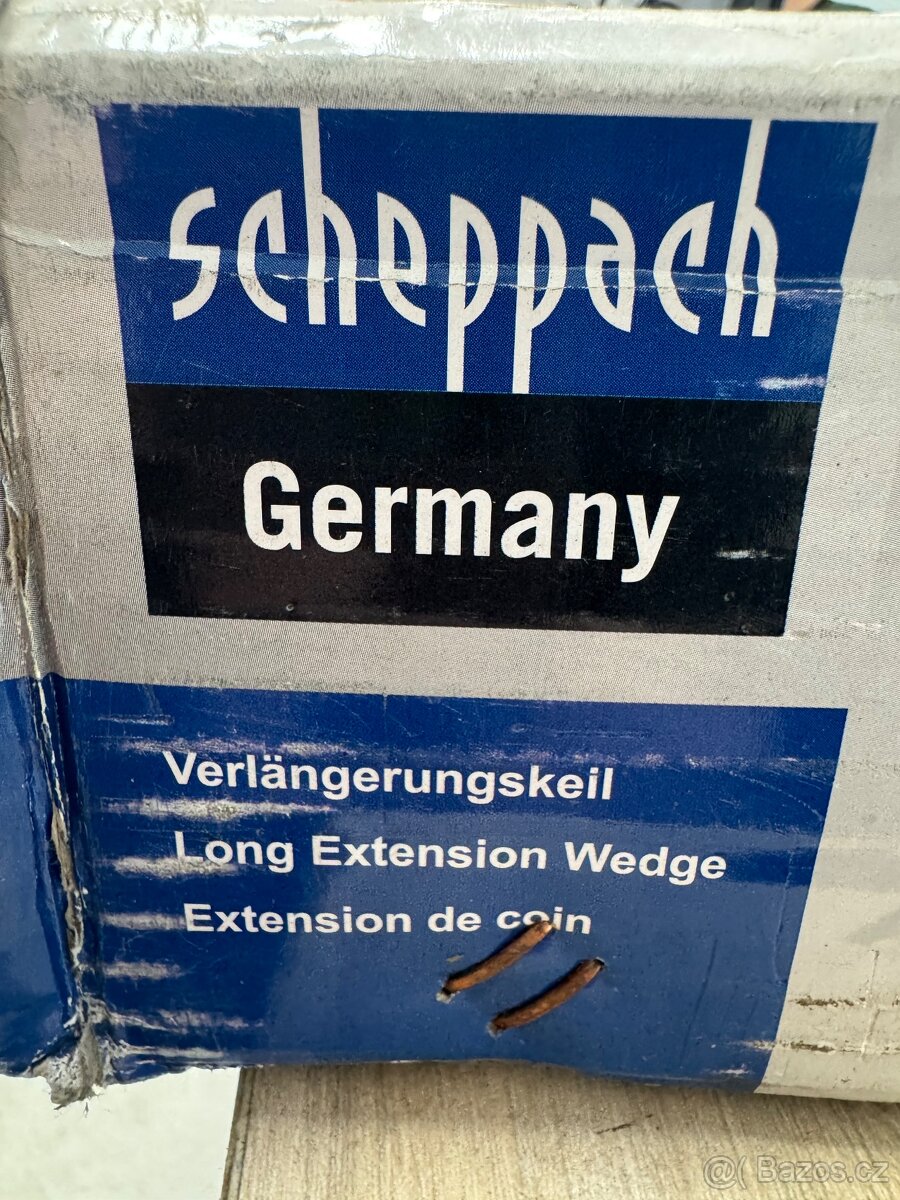 scheppach
Germany
Verlängerungskeil
Long Extension Wedge
Extension de coin
@( Bazos.cz